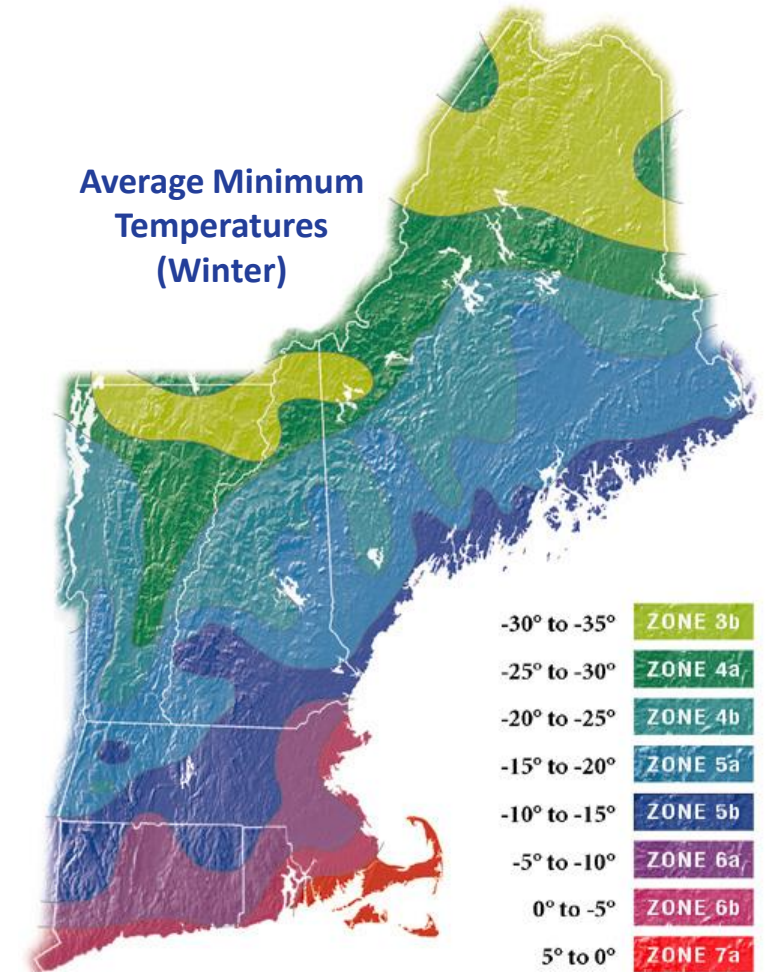 Average Minimum
Temperatures
(Winter)
-30° to -35° ZONE 3b
-25° to -30° ZONE 4a
-20° to -25° ZONE 4b
-15° to -20° ZONE 5a
-10° to -15° ZONE 5b
-5° to -10° ZONE 6a
0° to -5° ZONE 6b
5° to 0° ZONE 7a